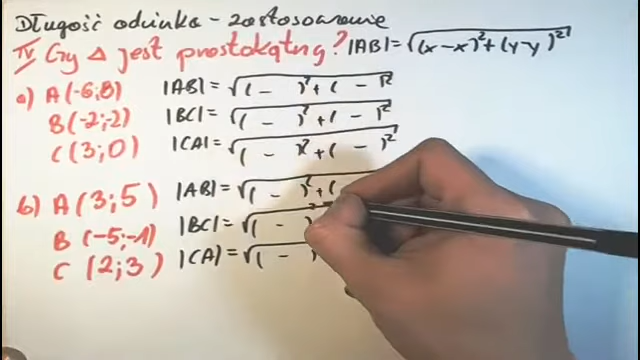 Długość odcinka - zastosowanie
IV Czy Δ jest prostokątny? |AB|=√(x-x)²+(y-y)²
a) A(-6;8) |AB|=√( - )²+( - )²
B(-2;-2) |BC|=√( - )²+( - )²
C(3;0) |CA|=√( - )²+( - )²
b) A(3;5) |AB|=√( - )²+(
B(-5;-1) |BC|=√( - )
C(2;3) |CA|=√( - )